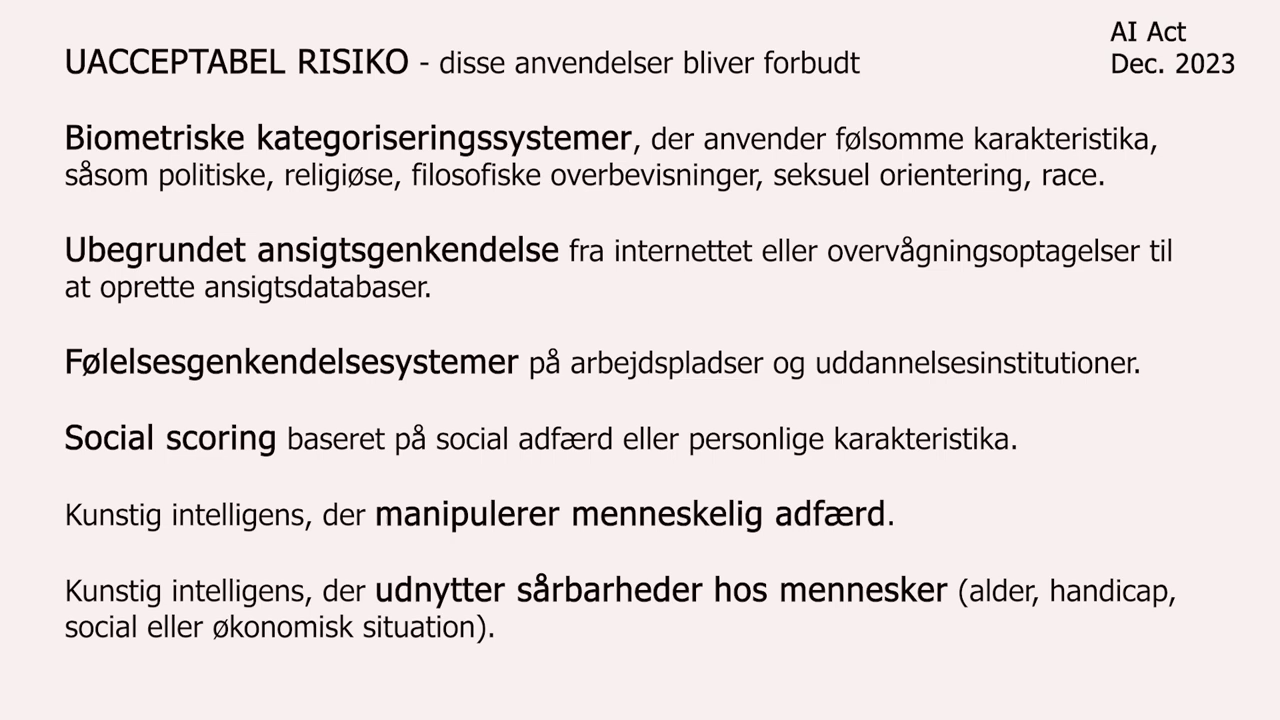 AI Act
Dec. 2023
UACCEPTABEL RISIKO - disse anvendelser bliver forbudt
Biometriske kategoriseringssystemer, der anvender følsomme karakteristika,
såsom politiske, religiøse, filosofiske overbevisninger, seksuel orientering, race.
Ubegrundet ansigtsgenkendelse fra internettet eller overvågningsoptagelser til
at oprette ansigtsdatabaser.
Følelsesgenkendelsesystemer på arbejdspladser og uddannelsesinstitutioner.
Social scoring baseret på social adfærd eller personlige karakteristika.
Kunstig intelligens, der manipulerer menneskelig adfærd.
Kunstig intelligens, der udnytter sårbarheder hos mennesker (alder, handicap,
social eller økonomisk situation).